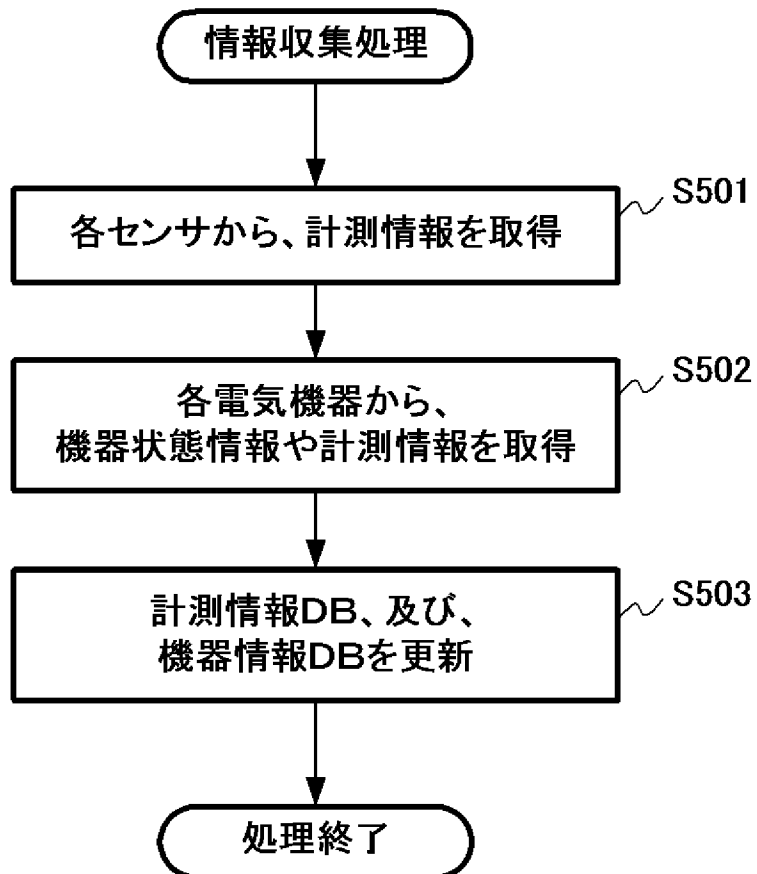 情報収集処理
各センサから、計測情報を取得
S501
各電気機器から、
機器状態情報や計測情報を取得
S502
計測情報DB、及び、
機器情報DBを更新
S503
処理終了